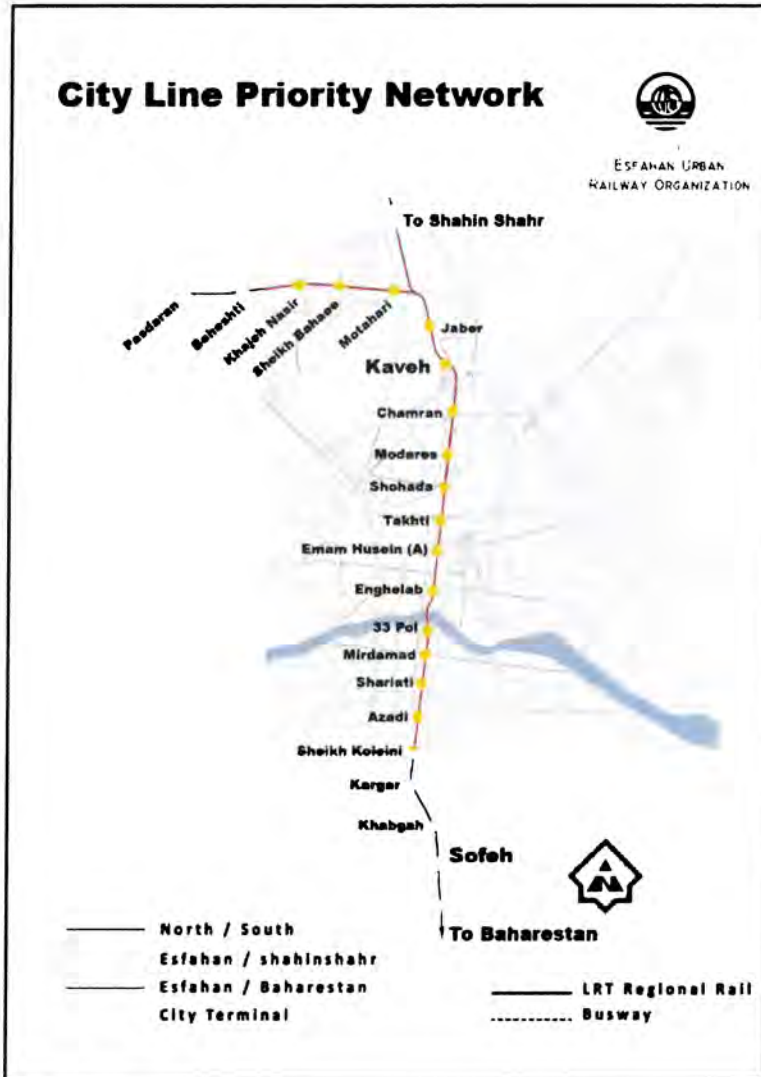 City Line Priority Network
ESFAHAN URBAN
RAILWAY ORGANIZATION
To Shahin Shahr
Pasdaran
Beheshti
Khajeh Nasir
Sheikh Bahaee
Motahari
Jaber
Kaveh
Chamran
Modares
Shohada
Takhti
Emam Husein (A)
Enghelab
33 Pol
Mirdamad
Shariati
Azadi
Sheikh Koleini
Kargar
Khabgah
Sofeh
To Baharestan
North / South
Esfahan / shahinshahr
Esfahan / Baharestan
City Terminal
LRT Regional Rail
Busway